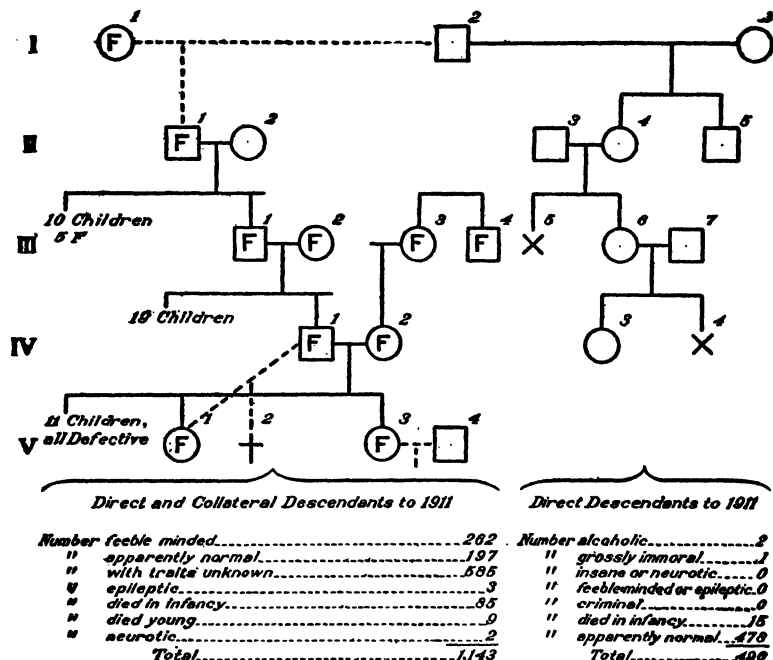 1 2 3
I F
1 2 3 4 5
II F
10 Children
5 F
1 2 3 4 5 6 7
III F F F F
19 Children
1 2 3 4
IV F F
11 Children,
all Defective
1 2 3 4
V F F
Direct and Collateral Descendants to 1911
Number feeble minded 262
" apparently normal 197
" with traits unknown 585
" epileptic 3
" died in infancy 85
" died young 9
" neurotic 2
Total 1,143
Direct Descendants to 1911
Number alcoholic 2
" grossly immoral 1
" insane or neurotic 0
" feeble-minded or epileptic 0
" criminal 0
" died in infancy 15
" apparently normal 478
Total 496